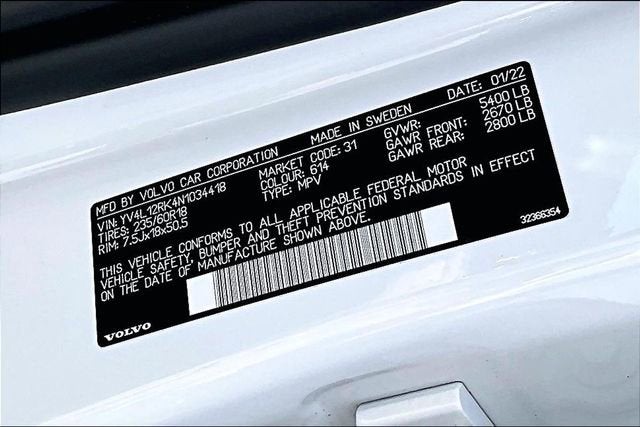 MFD BY VOLVO CAR CORPORATION MADE IN SWEDEN DATE: 01/22
VIN: YV4L12RK4N1034418 MARKET CODE: 31 GVWR: 5400 LB
TIRES: 235/60R18 COLOUR: 614 GAWR FRONT: 2670 LB
RIM: 7.5Jx18x50.5 TYPE: MPV GAWR REAR: 2800 LB
THIS VEHICLE CONFORMS TO ALL APPLICABLE FEDERAL MOTOR
VEHICLE SAFETY, BUMPER AND THEFT PREVENTION STANDARDS IN EFFECT
ON THE DATE OF MANUFACTURE SHOWN ABOVE.
32366354
VOLVO